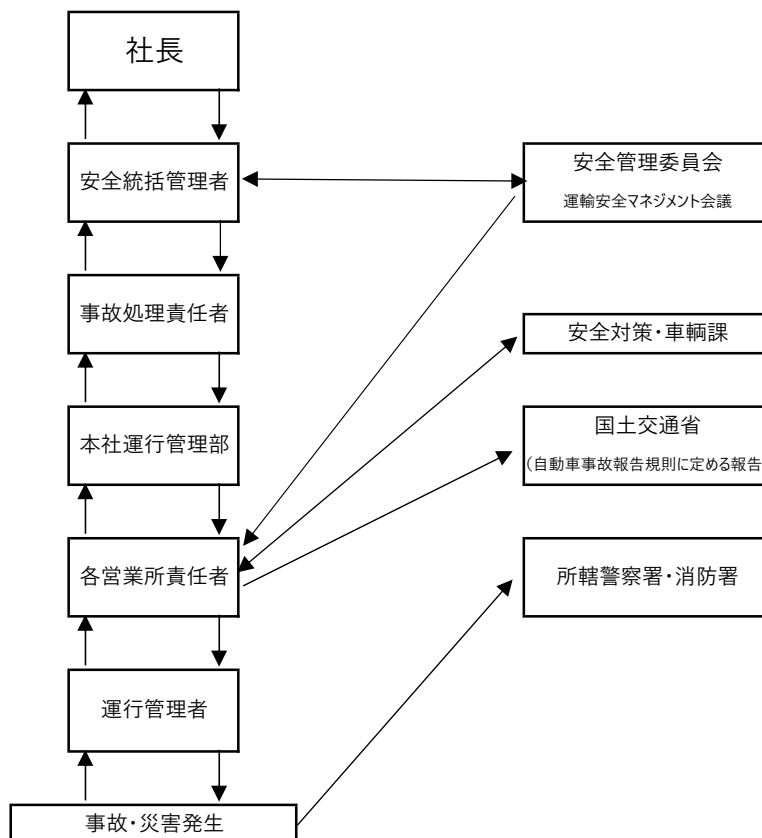 社長
安全統括管理者
安全管理委員会
運輸安全マネジメント会議
事故処理責任者
安全対策・車輌課
本社運行管理部
国土交通省
(自動車事故報告規則に定める報告
各営業所責任者
所轄警察署・消防署
運行管理者
事故・災害発生